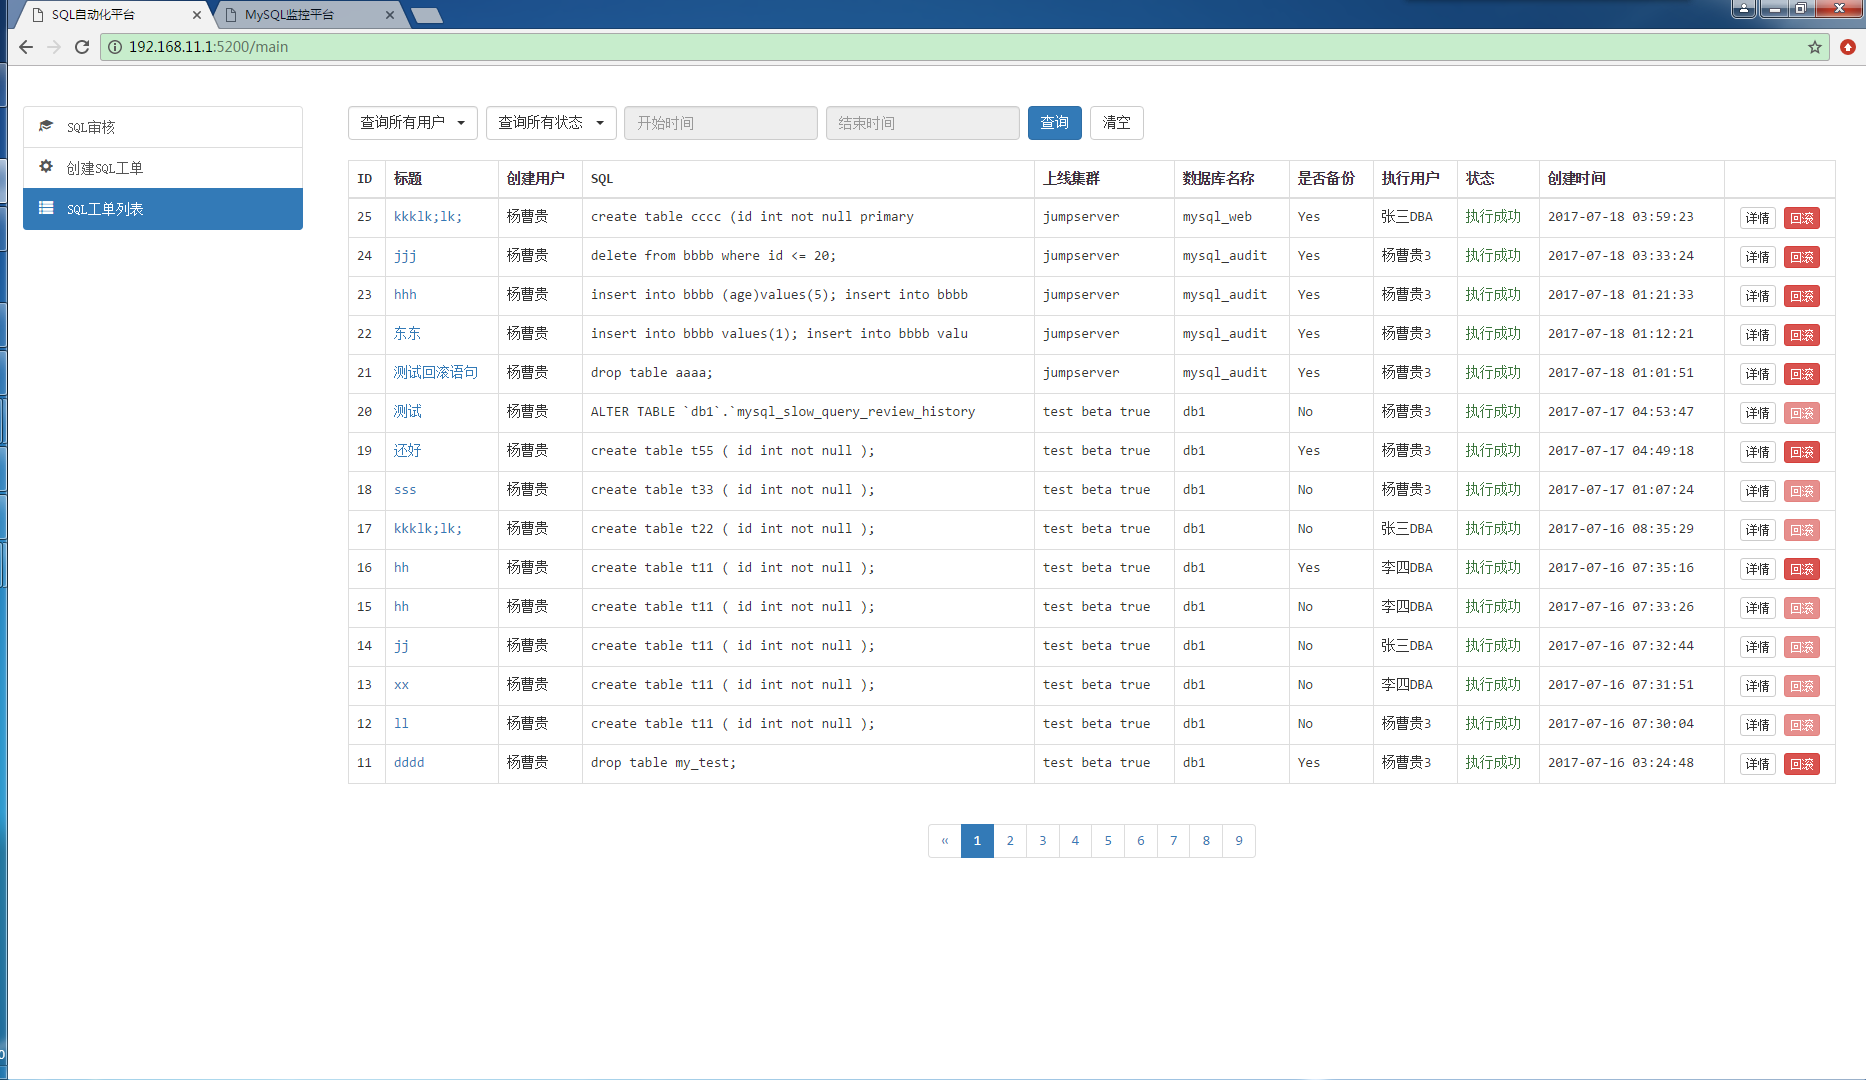 SQL自动化平台 MySQL监控平台
192.168.11.1:5200/main
SQL审核
创建SQL工单
SQL工单列表
查询所有用户 查询所有状态 开始时间 结束时间 查询 清空
ID 标题 创建用户 SQL 上线集群 数据库名称 是否备份 执行用户 状态 创建时间
25 kkklk;lk; 杨曹贵 create table cccc (id int not null primary jumpserver mysql_web Yes 张三DBA 执行成功 2017-07-18 03:59:23 详情 回滚
24 jjj 杨曹贵 delete from bbbb where id <= 20; jumpserver mysql_audit Yes 杨曹贵3 执行成功 2017-07-18 03:33:24 详情 回滚
23 hhh 杨曹贵 insert into bbbb (age)values(5); insert into bbbb jumpserver mysql_audit Yes 杨曹贵3 执行成功 2017-07-18 01:21:33 详情 回滚
22 东东 杨曹贵 insert into bbbb values(1); insert into bbbb valu jumpserver mysql_audit Yes 杨曹贵3 执行成功 2017-07-18 01:12:21 详情 回滚
21 测试回滚语句 杨曹贵 drop table aaaa; jumpserver mysql_audit Yes 杨曹贵3 执行成功 2017-07-18 01:01:51 详情 回滚
20 测试 杨曹贵 ALTER TABLE `db1`.`mysql_slow_query_review_history test beta true db1 No 杨曹贵3 执行成功 2017-07-17 04:53:47 详情 回滚
19 还好 杨曹贵 create table t55 ( id int not null ); test beta true db1 Yes 杨曹贵3 执行成功 2017-07-17 04:49:18 详情 回滚
18 sss 杨曹贵 create table t33 ( id int not null ); test beta true db1 No 杨曹贵3 执行成功 2017-07-17 01:07:24 详情 回滚
17 kkklk;lk; 杨曹贵 create table t22 ( id int not null ); test beta true db1 No 张三DBA 执行成功 2017-07-16 08:35:29 详情 回滚
16 hh 杨曹贵 create table t11 ( id int not null ); test beta true db1 Yes 李四DBA 执行成功 2017-07-16 07:35:16 详情 回滚
15 hh 杨曹贵 create table t11 ( id int not null ); test beta true db1 No 李四DBA 执行成功 2017-07-16 07:33:26 详情 回滚
14 jj 杨曹贵 create table t11 ( id int not null ); test beta true db1 No 张三DBA 执行成功 2017-07-16 07:32:44 详情 回滚
13 xx 杨曹贵 create table t11 ( id int not null ); test beta true db1 No 李四DBA 执行成功 2017-07-16 07:31:51 详情 回滚
12 ll 杨曹贵 create table t11 ( id int not null ); test beta true db1 No 杨曹贵3 执行成功 2017-07-16 07:30:04 详情 回滚
11 dddd 杨曹贵 drop table my_test; test beta true db1 Yes 杨曹贵3 执行成功 2017-07-16 03:24:48 详情 回滚
« 1 2 3 4 5 6 7 8 9